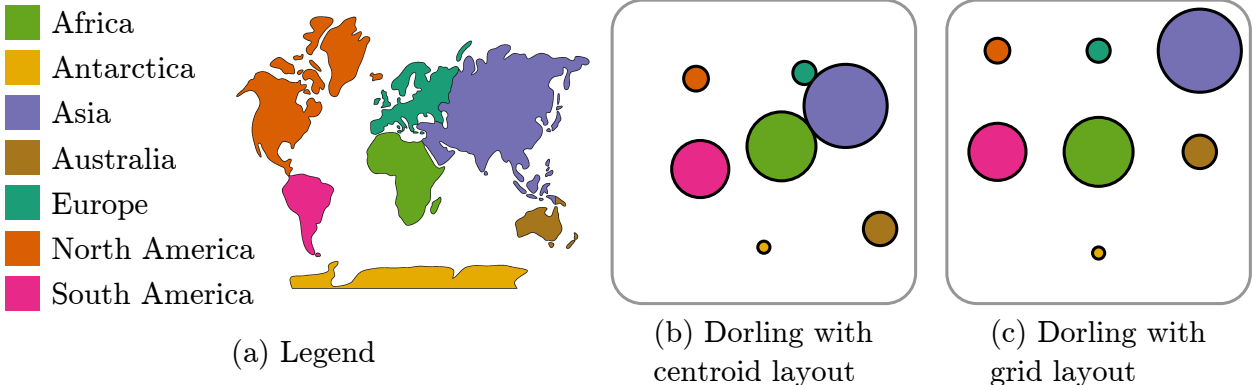 Africa
Antarctica
Asia
Australia
Europe
North America
South America
(a) Legend
(b) Dorling with
centroid layout
(c) Dorling with
grid layout